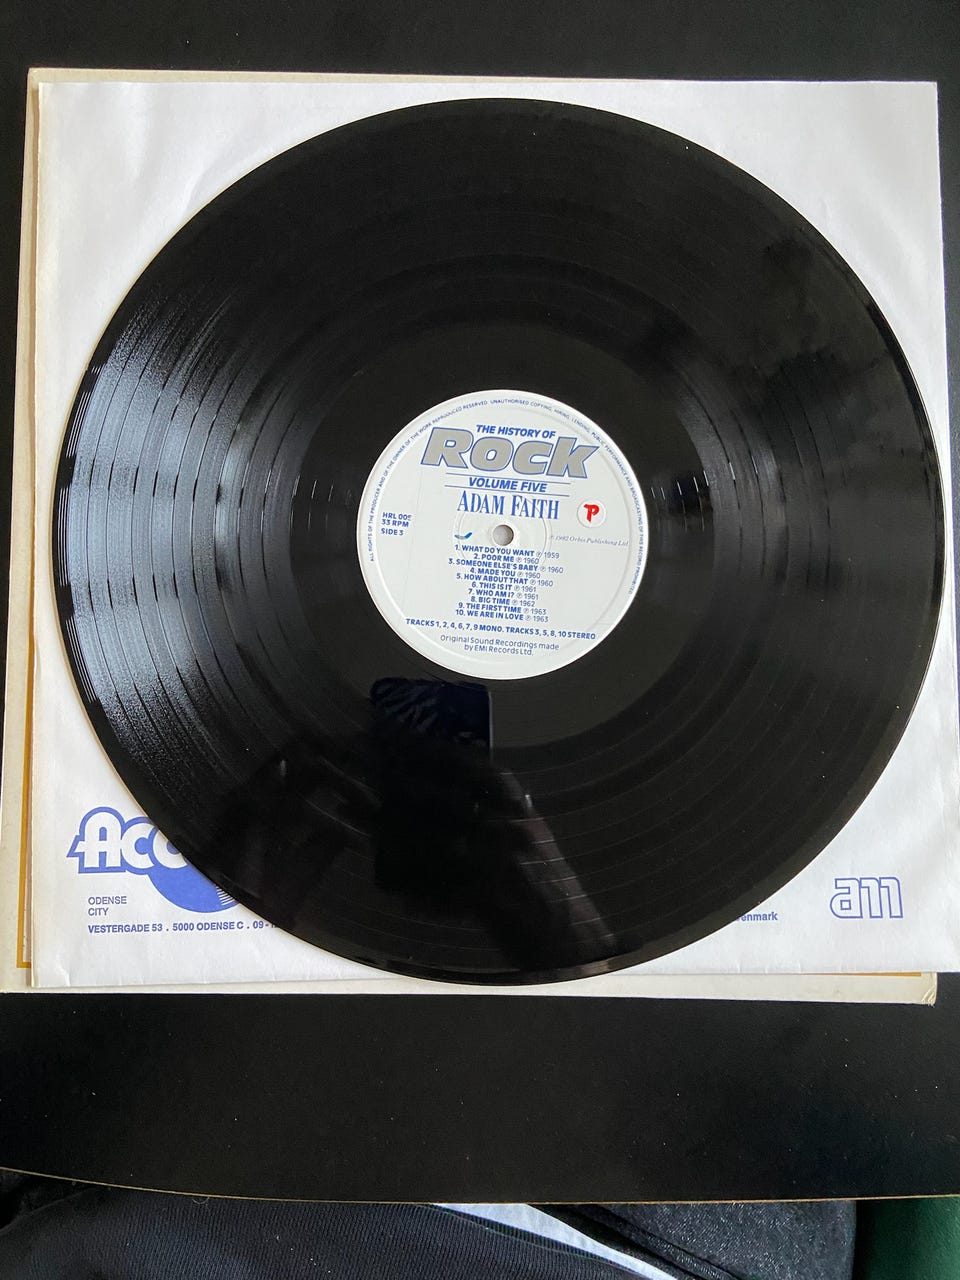 ALL RIGHTS OF THE PRODUCER AND OF THE OWNER OF THE WORK REPRODUCED RESERVED. UNAUTHORISED COPYING, HIRING, LENDING, PUBLIC PERFORMANCE AND BROADCASTING OF THIS RECORD PROHIBITED
THE HISTORY OF
Rock
VOLUME FIVE
ADAM FAITH
HRL 005
33 RPM
SIDE 3
℗ 1982 Orbis Publishing Ltd
1. WHAT DO YOU WANT ℗ 1959
2. POOR ME ℗ 1960
3. SOMEONE ELSE'S BABY ℗ 1960
4. MADE YOU ℗ 1960
5. HOW ABOUT THAT ℗ 1960
6. THIS IS IT ℗ 1961
7. WHO AM I? ℗ 1961
8. BIG TIME ℗ 1962
9. THE FIRST TIME ℗ 1963
10. WE ARE IN LOVE ℗ 1963
TRACKS 1, 2, 4, 6, 7, 9 MONO, TRACKS 3, 5, 8, 10 STEREO
Original Sound Recordings made
by EMI Records Ltd.
ODENSE
CITY
VESTERGADE 53 . 5000 ODENSE C . 09 -
am